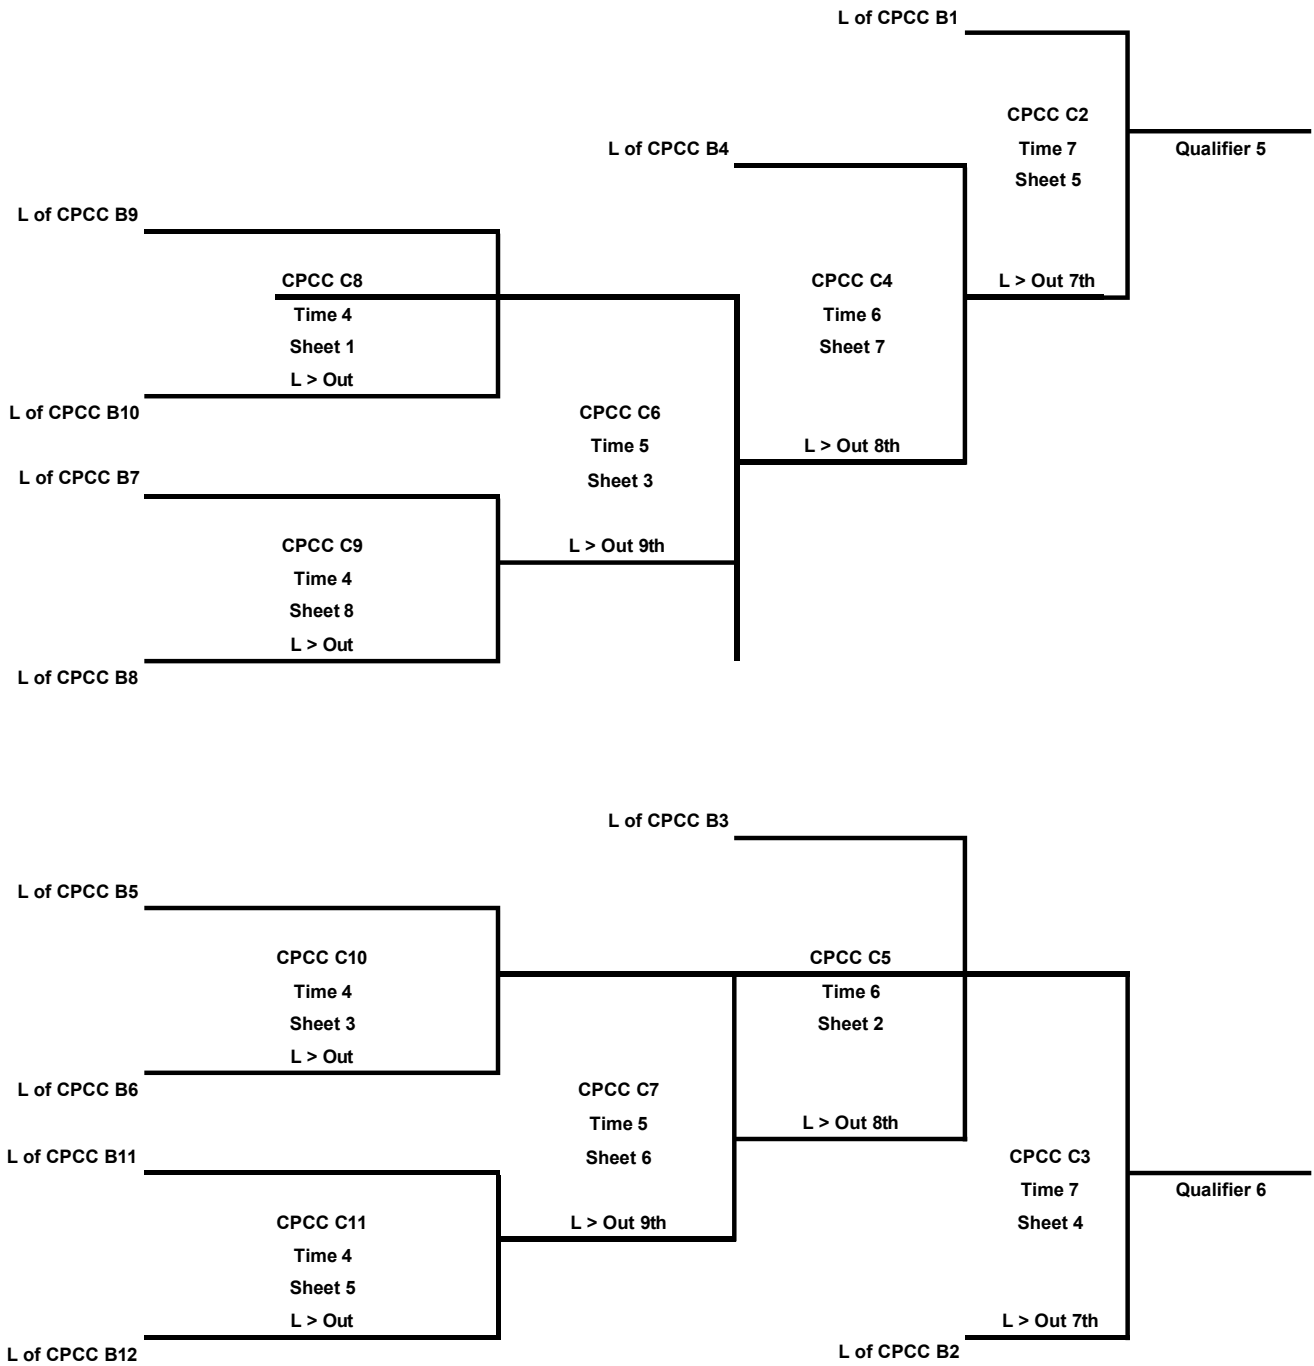 L of CPCC B1
CPCC C2
Time 7
Sheet 5
Qualifier 5
L of CPCC B4
L of CPCC B9
CPCC C8
Time 4
Sheet 1
L > Out
CPCC C4
Time 6
Sheet 7
L > Out 7th
L of CPCC B10
CPCC C6
Time 5
Sheet 3
L > Out 8th
L of CPCC B7
CPCC C9
Time 4
Sheet 8
L > Out
L > Out 9th
L of CPCC B8
L of CPCC B3
L of CPCC B5
CPCC C10
Time 4
Sheet 3
L > Out
CPCC C5
Time 6
Sheet 2
L of CPCC B6
CPCC C7
Time 5
Sheet 6
L > Out 8th
L of CPCC B11
CPCC C3
Time 7
Sheet 4
Qualifier 6
CPCC C11
Time 4
Sheet 5
L > Out
L > Out 9th
L > Out 7th
L of CPCC B12
L of CPCC B2